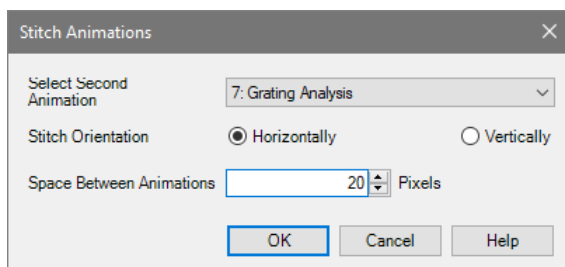 Stitch Animations
Select Second
Animation
7: Grating Analysis
Stitch Orientation
Horizontally
Vertically
Space Between Animations
20
Pixels
OK
Cancel
Help